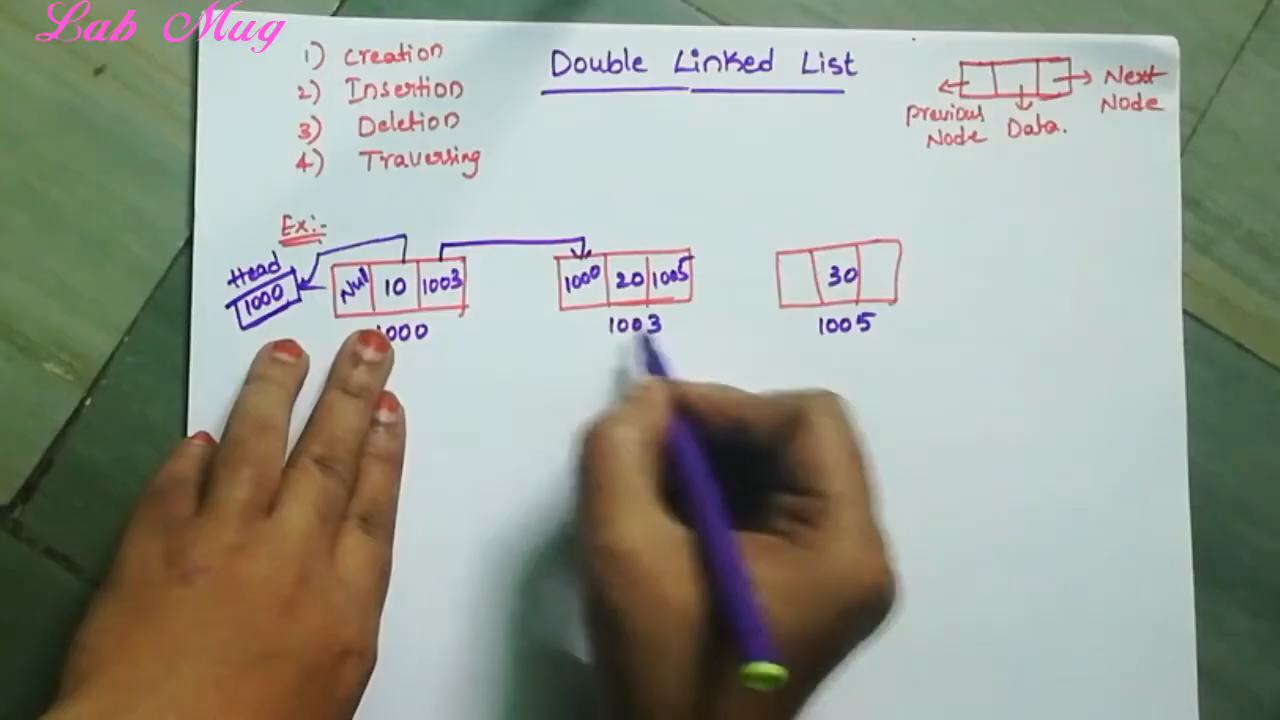 Lab Mug
1) Creation
2) Insertion
3) Deletion
4) Traversing
Double Linked List
Previous Node
Data.
Next Node
Ex:-
Head
1000
Null 10 1003
1000
1000 20 1005
1003
30
1005